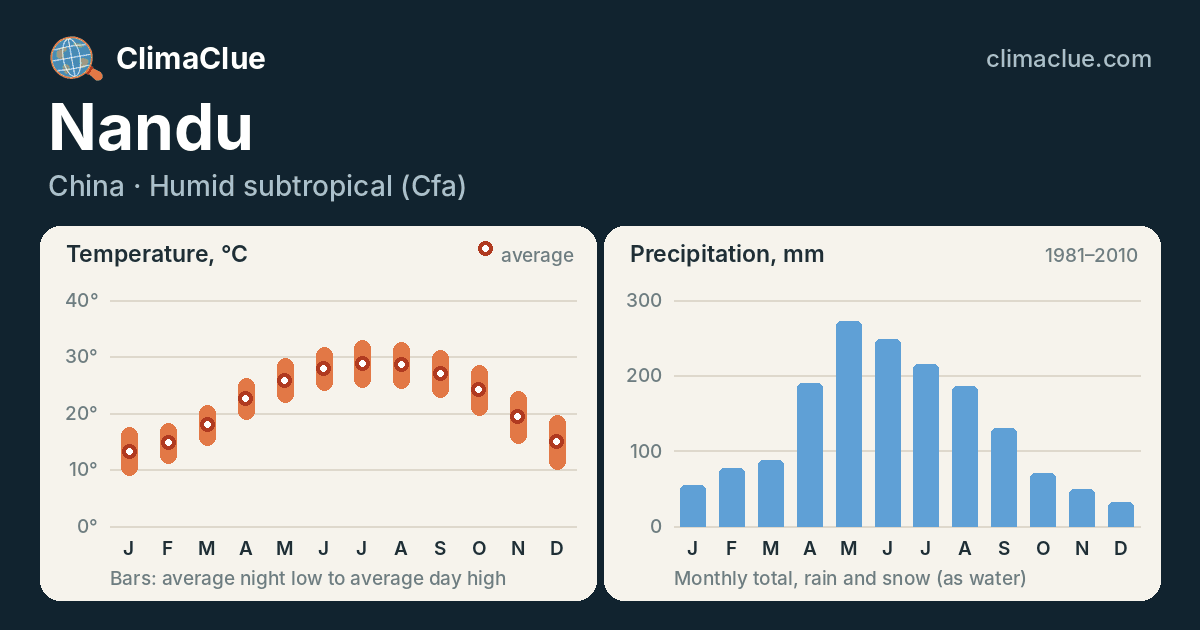 ClimaClue
climaclue.com
Nandu
China · Humid subtropical (Cfa)
Temperature, °C
average
40°
30°
20°
10°
0°
J F M A M J J A S O N D
Bars: average night low to average day high
Precipitation, mm
1981–2010
300
200
100
0
J F M A M J J A S O N D
Monthly total, rain and snow (as water)